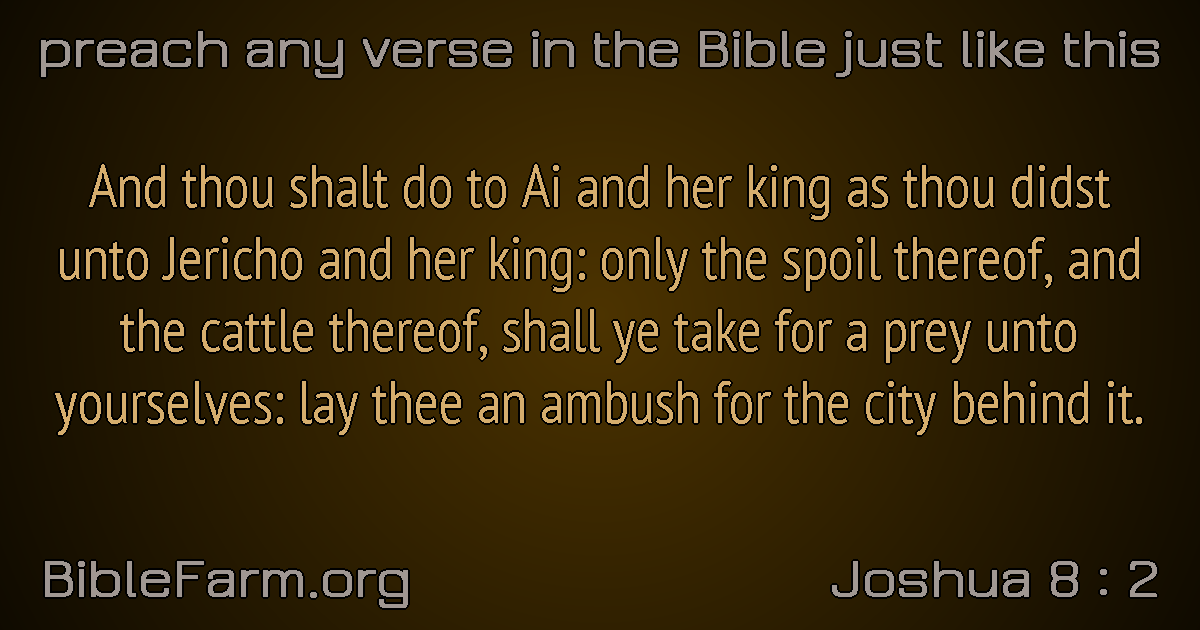 preach any verse in the Bible just like this
And thou shalt do to Ai and her king as thou didst
unto Jericho and her king: only the spoil thereof, and
the cattle thereof, shall ye take for a prey unto
yourselves: lay thee an ambush for the city behind it.
BibleFarm.org
Joshua 8 : 2